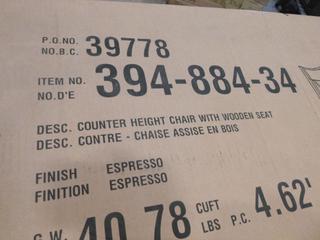 P.O.NO. 39778
NO.B.C.
ITEM NO. 394-884-34
NO.D'E
DESC. COUNTER HEIGHT CHAIR WITH WOODEN SEAT
DESC. CONTRE - CHAISE ASSISE EN BOIS
FINISH ESPRESSO
FINITION ESPRESSO
G.W. 40.78 CUFT 4.62'
LBS P.C.